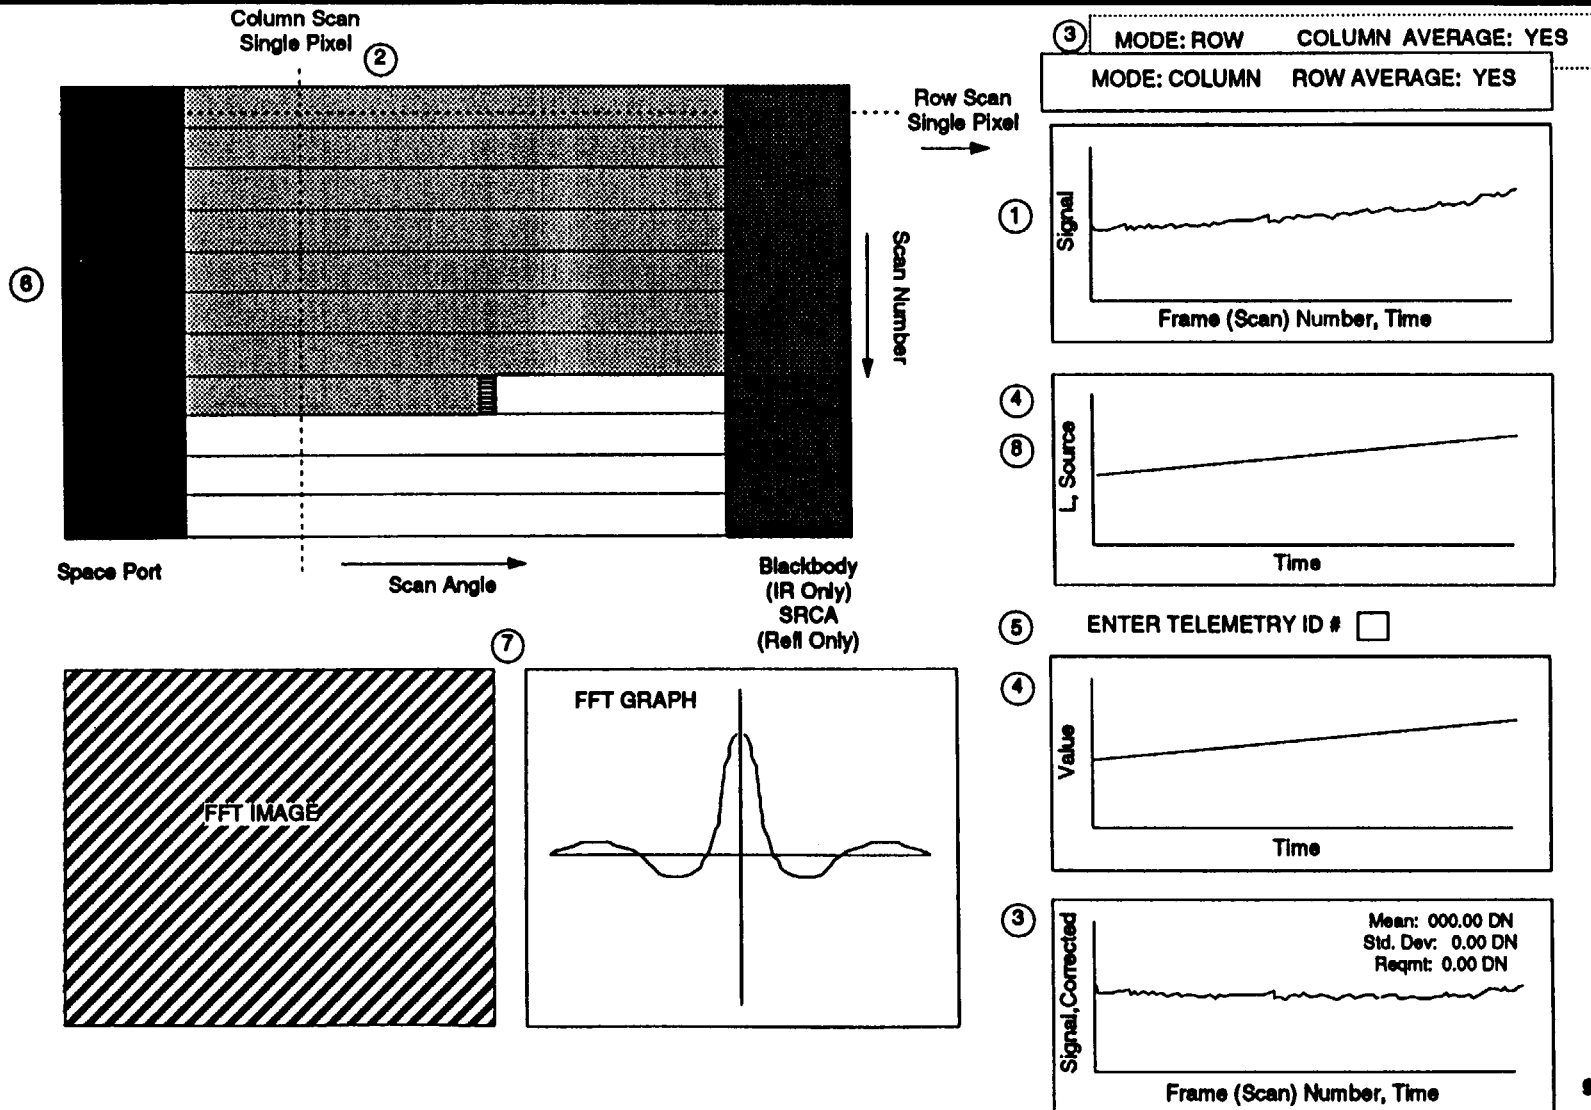 Column Scan
Single Pixel
2
3
MODE: ROW COLUMN AVERAGE: YES
MODE: COLUMN ROW AVERAGE: YES
Row Scan
Single Pixel
1
Signal
Frame (Scan) Number, Time
6
Scan Number
4
8
L, Source
Time
Space Port
Scan Angle
Blackbody
(IR Only)
SRCA
(Refl Only)
5
ENTER TELEMETRY ID #
7
FFT IMAGE
FFT GRAPH
4
Value
Time
3
Signal,Corrected
Mean: 000.00 DN
Std. Dev: 0.00 DN
Reqmt: 0.00 DN
Frame (Scan) Number, Time